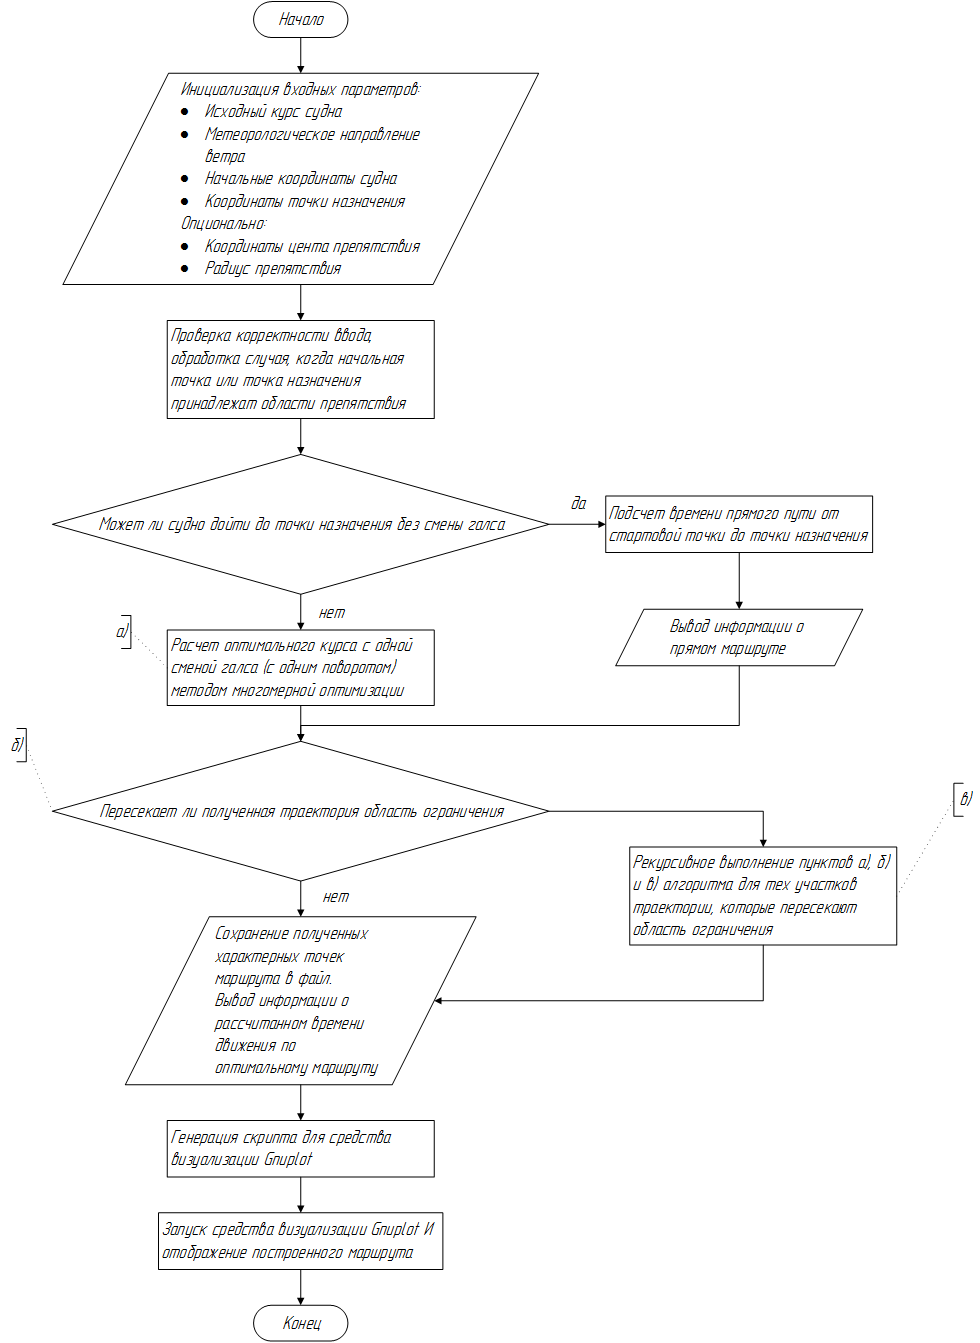 Начало
Инициализация входных параметров:
● Исходный курс судна
● Метеорологическое направление
ветра
● Начальные координаты судна
● Координаты точки назначения
Опционально:
● Координаты цента препятствия
● Радиус препятствия
Проверка корректности ввода,
обработка случая, когда начальная
точка или точка назначения
принадлежат области препятствия
Может ли судно дойти до точки назначения без смены галса
да
Подсчет времени прямого пути от
стартовой точки до точки назначения
нет
Вывод информации о
прямом маршруте
а)
Расчет оптимального курса с одной
сменой галса (с одним поворотом)
методом многомерной оптимизации
б)
Пересекает ли полученная траектория область ограничения
в)
Рекурсивное выполнение пунктов а), б)
и в) алгоритма для тех участков
траектории, которые пересекают
область ограничения
нет
Сохранение полученных
характерных точек
маршрута в файл.
Вывод информации о
рассчитанном времени
движения по
оптимальному маршруту
Генерация скрипта для средства
визуализации Gnuplot
Запуск средства визуализации Gnuplot И
отображение построенного маршрута
Конец